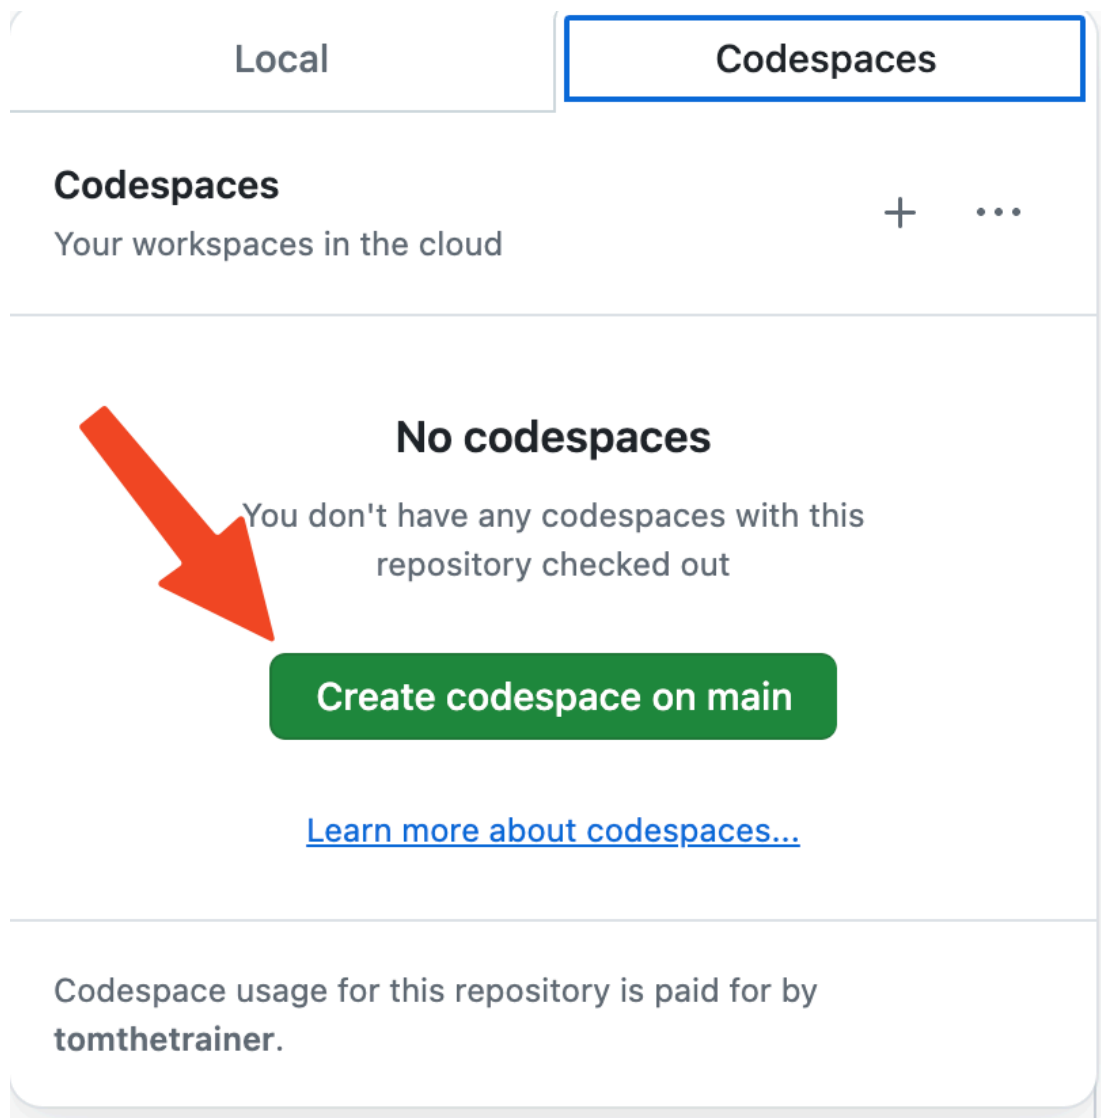 Local
Codespaces
Codespaces
Your workspaces in the cloud
No codespaces
You don't have any codespaces with this
repository checked out
Create codespace on main
Learn more about codespaces...
Codespace usage for this repository is paid for by
tomthetrainer.